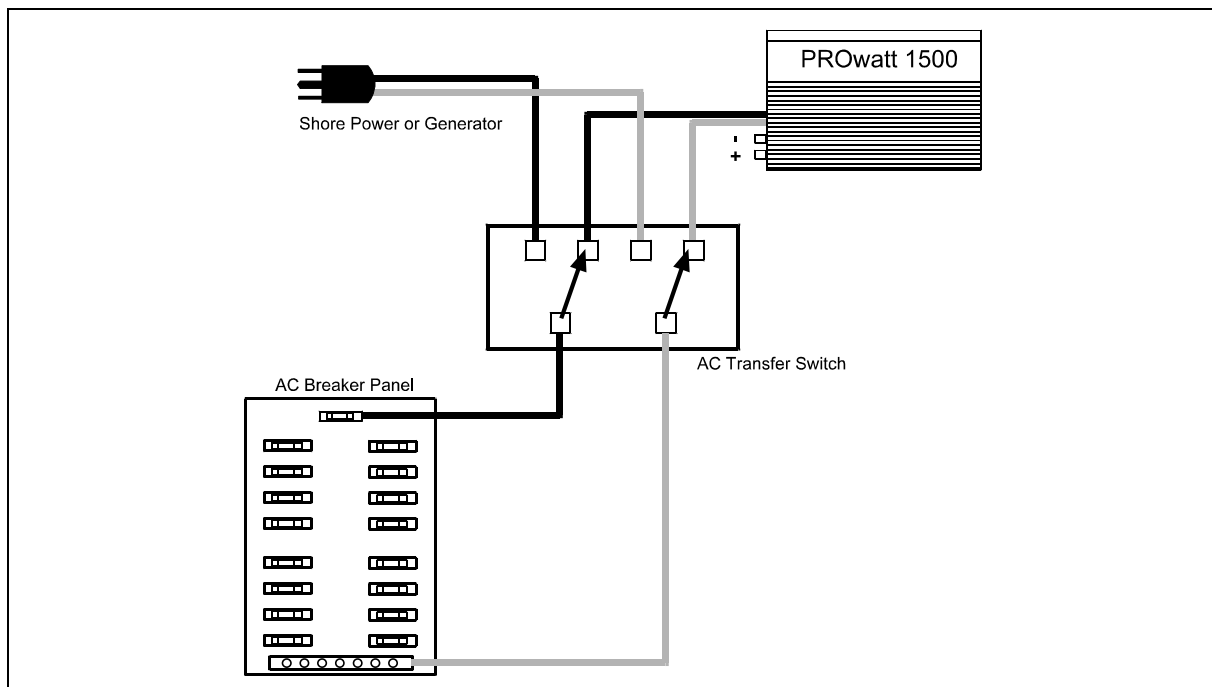 PROwatt 1500
Shore Power or Generator
-
+
AC Transfer Switch
AC Breaker Panel